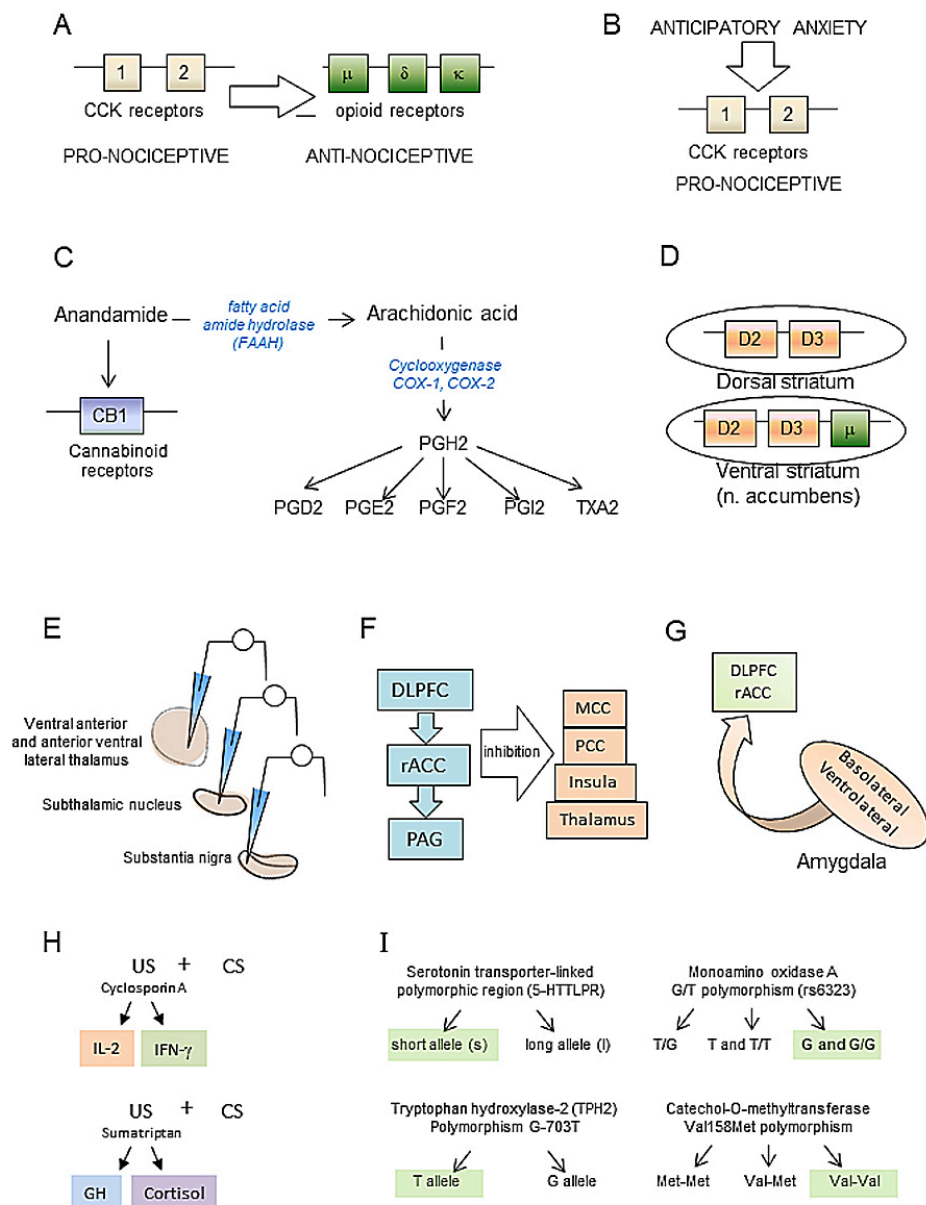 A
1
2
CCK receptors
PRO-NOCICEPTIVE
μ
δ
κ
opioid receptors
ANTI-NOCICEPTIVE
B
ANTICIPATORY ANXIETY
1
2
CCK receptors
PRO-NOCICEPTIVE
C
Anandamide
fatty acid
amide hydrolase
(FAAH)
Arachidonic acid
Cyclooxygenase
COX-1, COX-2
CB1
Cannabinoid
receptors
PGH2
PGD2
PGE2
PGF2
PGI2
TXA2
D
D2
D3
Dorsal striatum
D2
D3
μ
Ventral striatum
(n. accumbens)
E
Ventral anterior
and anterior ventral
lateral thalamus
Subthalamic nucleus
Substantia nigra
F
DLPFC
rACC
PAG
inhibition
MCC
PCC
Insula
Thalamus
G
DLPFC
rACC
Basolateral
Ventrolateral
Amygdala
H
US + CS
Cyclosporin A
IL-2
IFN-γ
US + CS
Sumatriptan
GH
Cortisol
I
Serotonin transporter-linked
polymorphic region (5-HTTLPR)
short allele (s)
long allele (l)
Monoamino oxidase A
G/T polymorphism (rs6323)
T/G
T and T/T
G and G/G
Tryptophan hydroxylase-2 (TPH2)
Polymorphism G-703T
T allele
G allele
Catechol-O-methyltransferase
Val158Met polymorphism
Met-Met
Val-Met
Val-Val